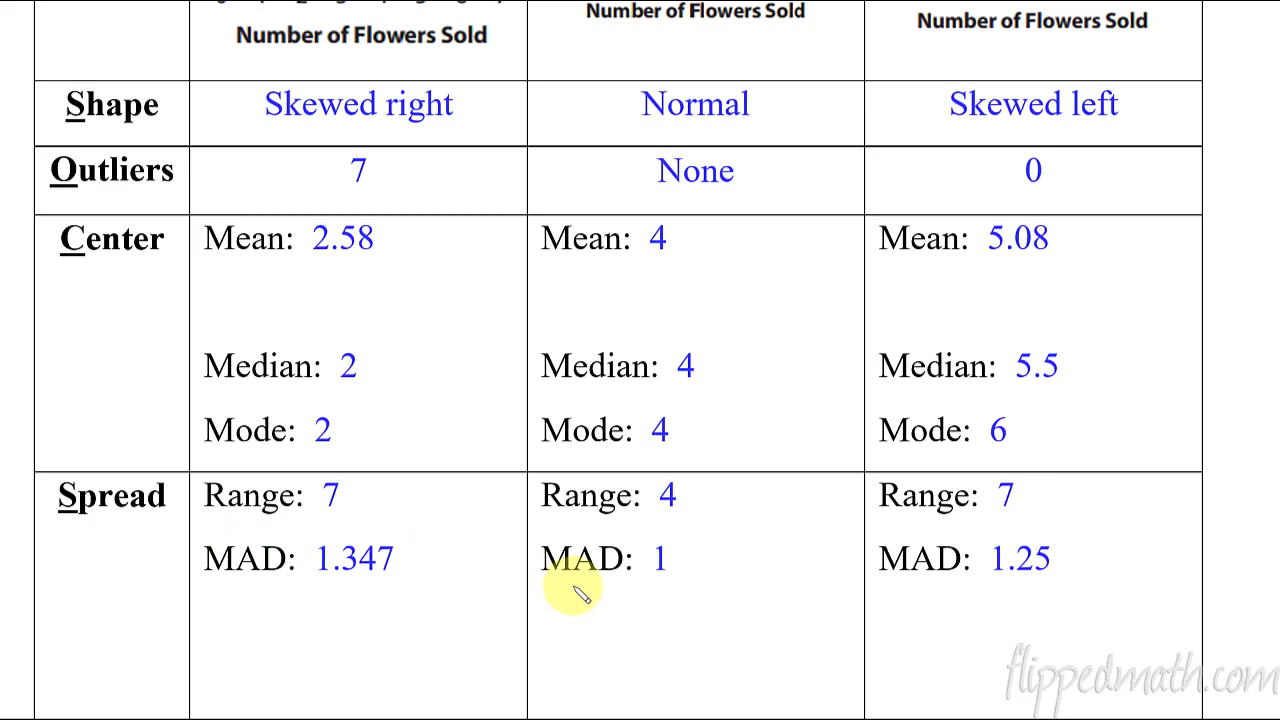 Number of Flowers Sold Number of Flowers Sold Number of Flowers Sold
Shape Skewed right Normal Skewed left
Outliers 7 None 0
Center Mean: 2.58 Mean: 4 Mean: 5.08
Median: 2 Median: 4 Median: 5.5
Mode: 2 Mode: 4 Mode: 6
Spread Range: 7 Range: 4 Range: 7
MAD: 1.347 MAD: 1 MAD: 1.25
flippedmath.com